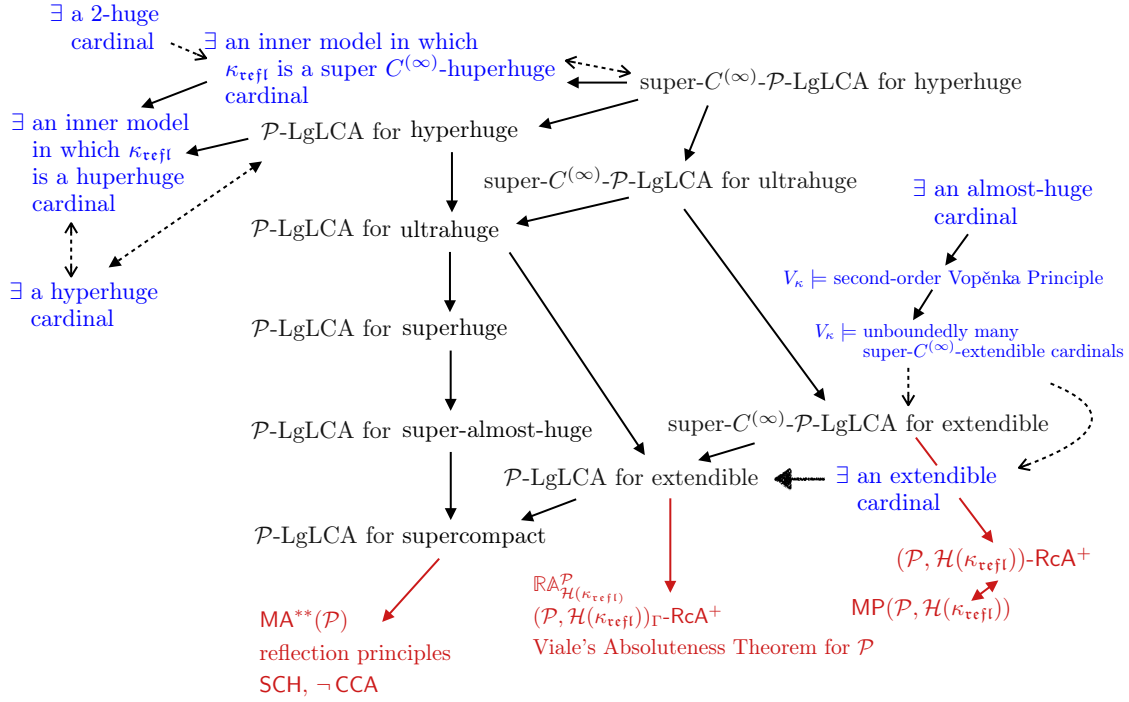 ∃ a 2-huge
cardinal
∃ an inner model in which
κ_𝔯𝔢𝔣𝔩 is a super C^(∞)-huperhuge
cardinal
super-C^(∞)-𝒫-LgLCA for hyperhuge
∃ an inner model
in which κ_𝔯𝔢𝔣𝔩
is a huperhuge
cardinal
𝒫-LgLCA for hyperhuge
super-C^(∞)-𝒫-LgLCA for ultrahuge
∃ an almost-huge
cardinal
𝒫-LgLCA for ultrahuge
∃ a hyperhuge
cardinal
V_κ ⊨ second-order Vopěnka Principle
𝒫-LgLCA for superhuge
V_κ ⊨ unboundedly many
super-C^(∞)-extendible cardinals
𝒫-LgLCA for super-almost-huge
super-C^(∞)-𝒫-LgLCA for extendible
𝒫-LgLCA for extendible
∃ an extendible
cardinal
𝒫-LgLCA for supercompact
(𝒫, ℋ(κ_𝔯𝔢𝔣𝔩))-RcA⁺
MP(𝒫, ℋ(κ_𝔯𝔢𝔣𝔩))
ℝ𝔸^𝒫_ℋ(κ_𝔯𝔢𝔣𝔩)
(𝒫, ℋ(κ_𝔯𝔢𝔣𝔩))_Γ-RcA⁺
Viale's Absoluteness Theorem for 𝒫
MA**(𝒫)
reflection principles
SCH, ¬ CCA